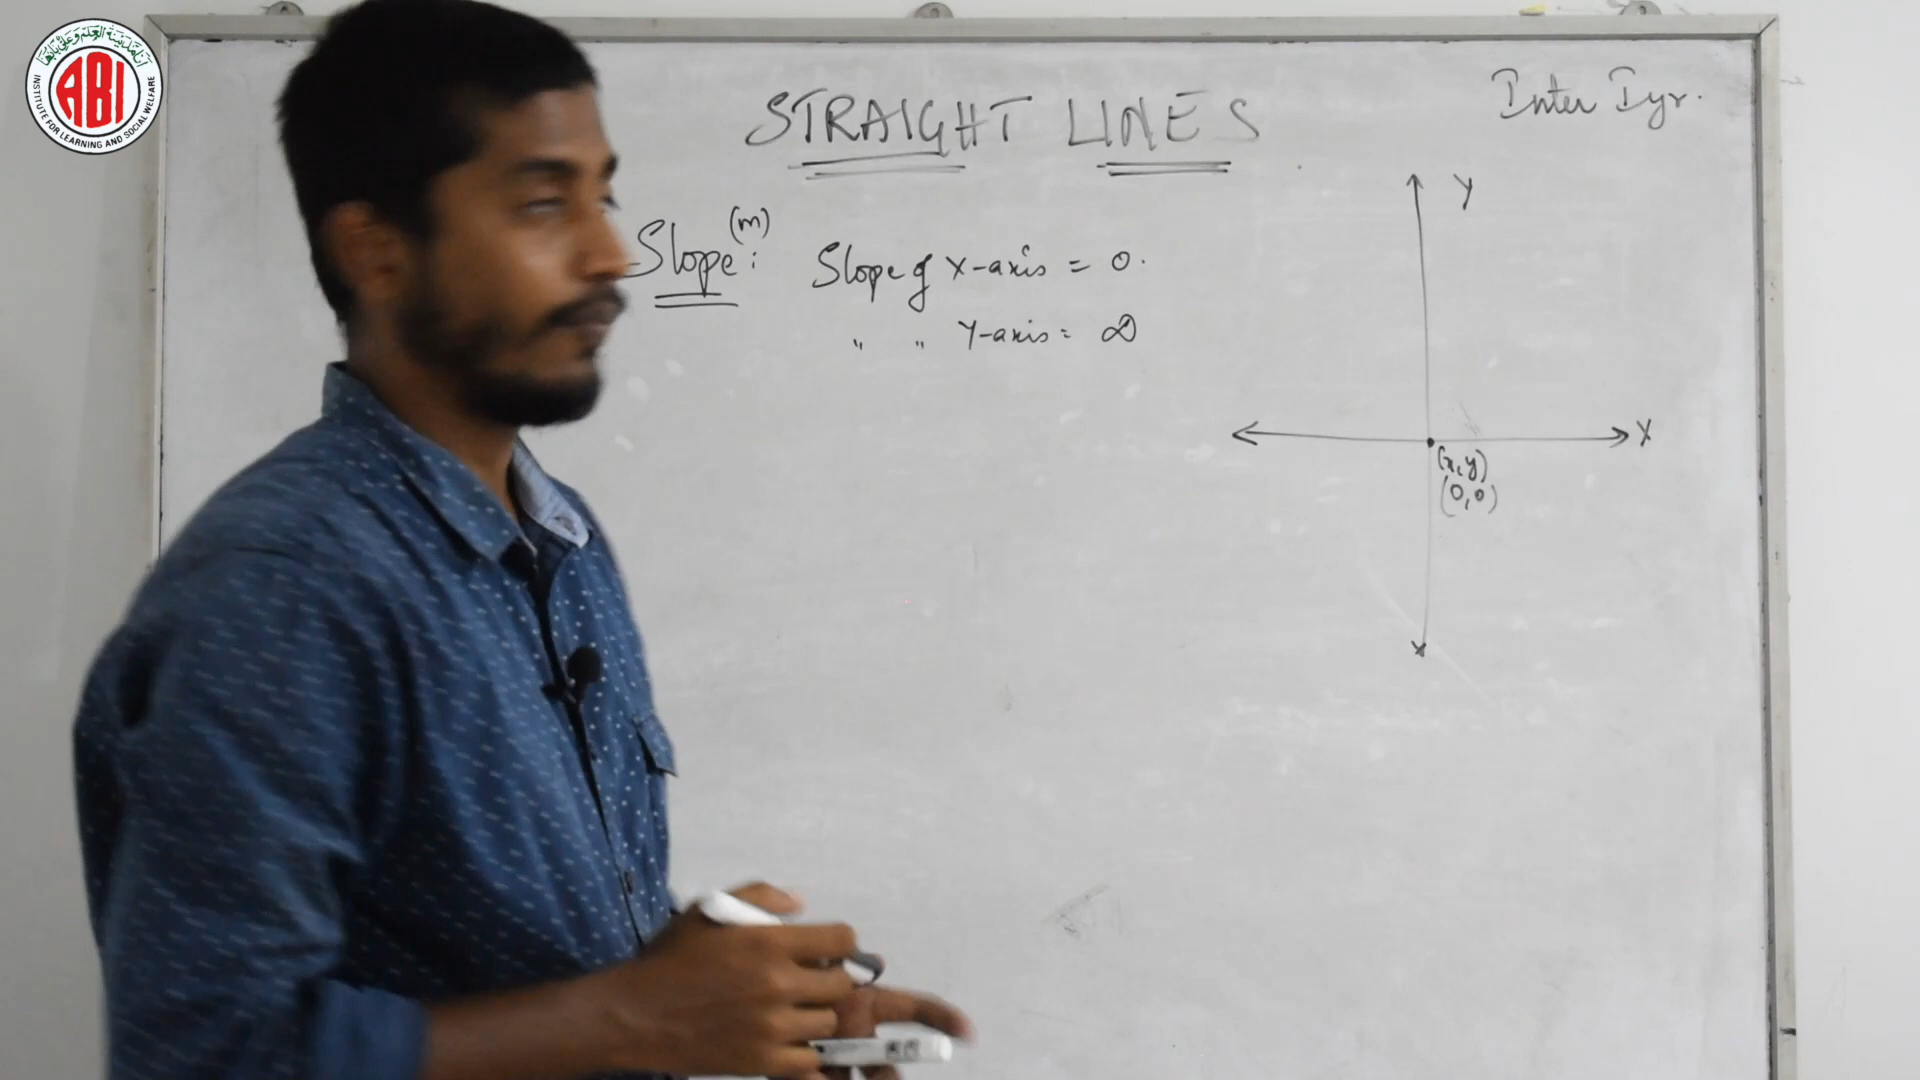 ABI
INSTITUTE FOR LEARNING AND SOCIAL WELFARE
STRAIGHT LINES
Inter Iyr.
Slope (m) : Slope of X-axis = 0.
" " Y-axis = ∞
Y
X
(x, y)
(0, 0)